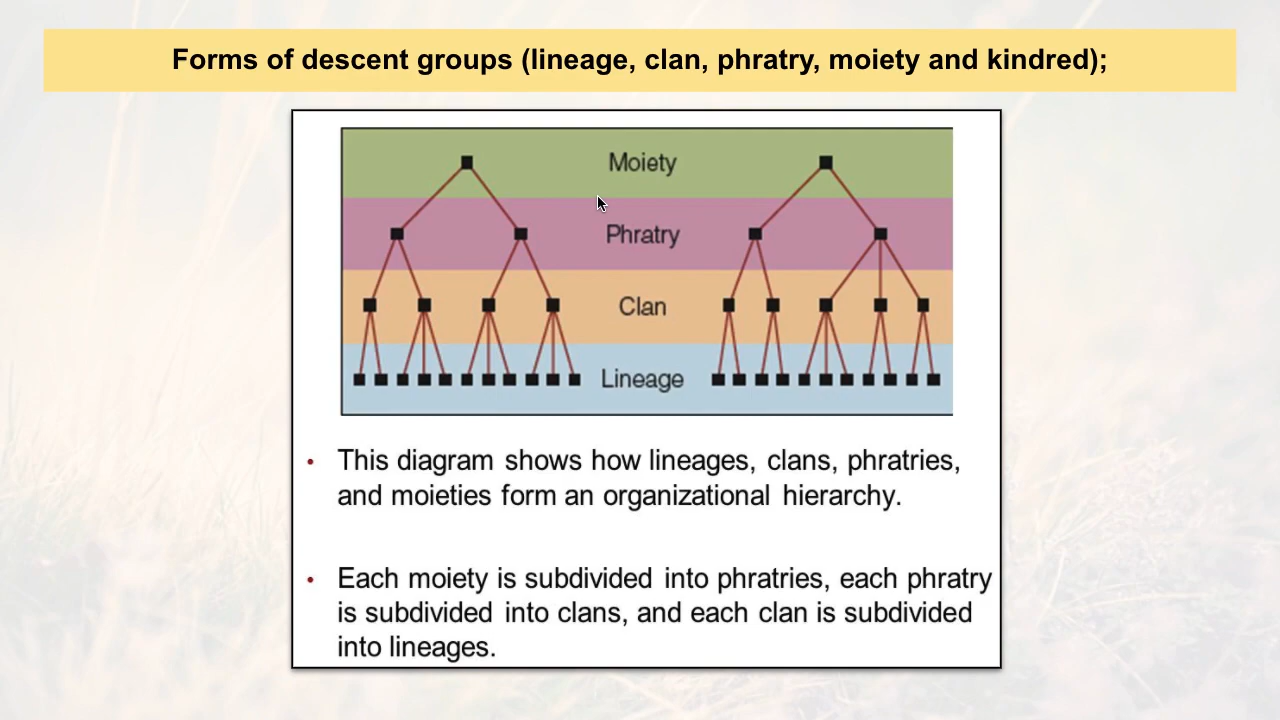 Forms of descent groups (lineage, clan, phratry, moiety and kindred);
Moiety
Phratry
Clan
Lineage
• This diagram shows how lineages, clans, phratries,
and moieties form an organizational hierarchy.
• Each moiety is subdivided into phratries, each phratry
is subdivided into clans, and each clan is subdivided
into lineages.